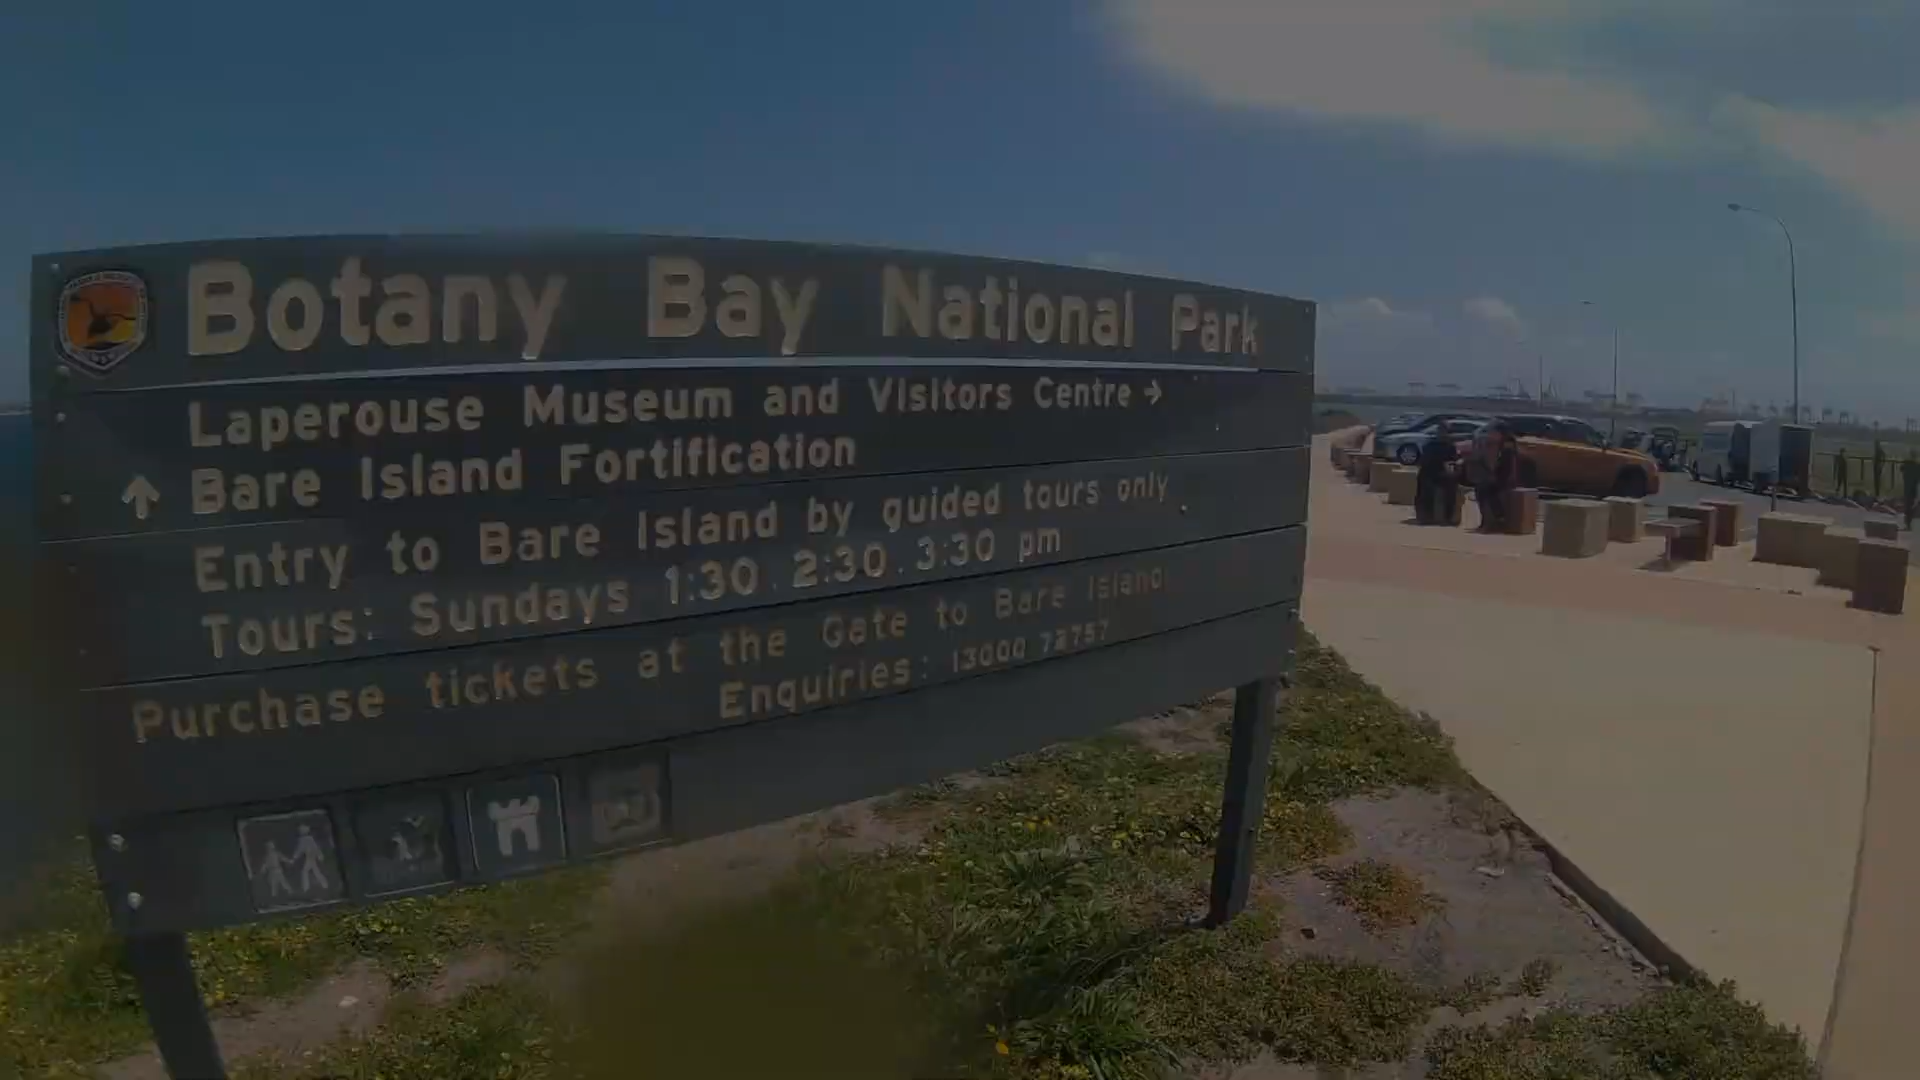 Botany Bay National Park
Laperouse Museum and Visitors Centre →
↑ Bare Island Fortification
Entry to Bare Island by guided tours only
Tours: Sundays 1:30 . 2:30 . 3:30 pm
Purchase tickets at the Gate to Bare Island
Enquiries: 13000 72757